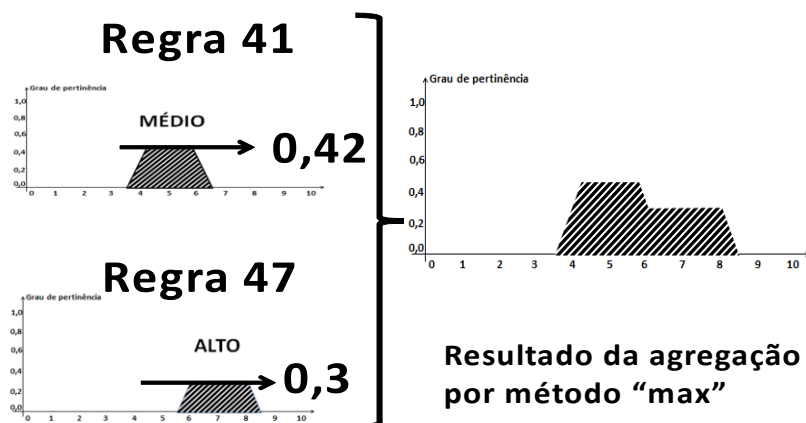 Regra 41
Grau de pertinência
1,0
0,8
0,6
0,4
0,2
0,0
MÉDIO
0,42
0 1 2 3 4 5 6 7 8 9 10
Regra 47
Grau de pertinência
1,0
0,8
0,6
0,4
0,2
0,0
ALTO
0,3
0 1 2 3 4 5 6 7 8 9 10
Grau de pertinência
1,0
0,8
0,6
0,4
0,2
0,0
0 1 2 3 4 5 6 7 8 9 10
Resultado da agregação
por método “max”